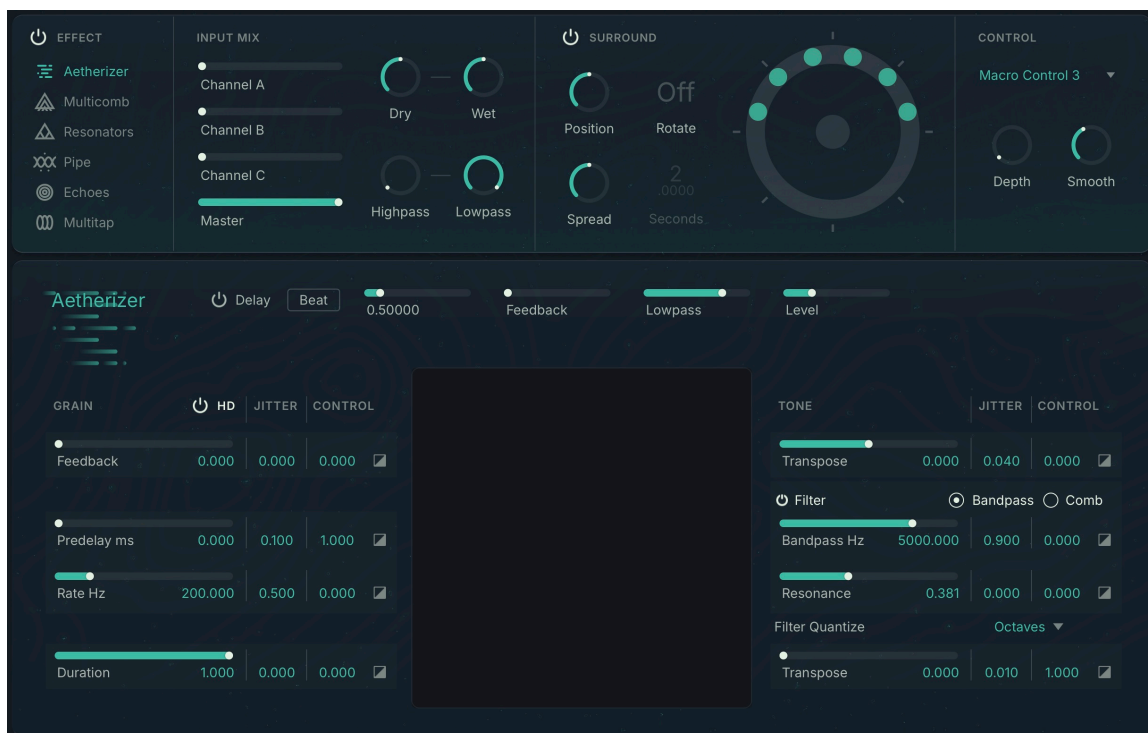 EFFECT
Aetherizer
Multicomb
Resonators
Pipe
Echoes
Multitap
INPUT MIX
Channel A
Channel B
Channel C
Master
Dry Wet
Highpass Lowpass
SURROUND
Position
Off
Rotate
Spread
2
.0000
Seconds
CONTROL
Macro Control 3
Depth Smooth
Aetherizer
Delay Beat
0.50000 Feedback Lowpass Level
GRAIN HD JITTER CONTROL
Feedback 0.000 0.000 0.000
Predelay ms 0.000 0.100 1.000
Rate Hz 200.000 0.500 0.000
Duration 1.000 0.000 0.000
TONE JITTER CONTROL
Transpose 0.000 0.040 0.000
Filter Bandpass Comb
Bandpass Hz 5000.000 0.900 0.000
Resonance 0.381 0.000 0.000
Filter Quantize Octaves
Transpose 0.000 0.010 1.000